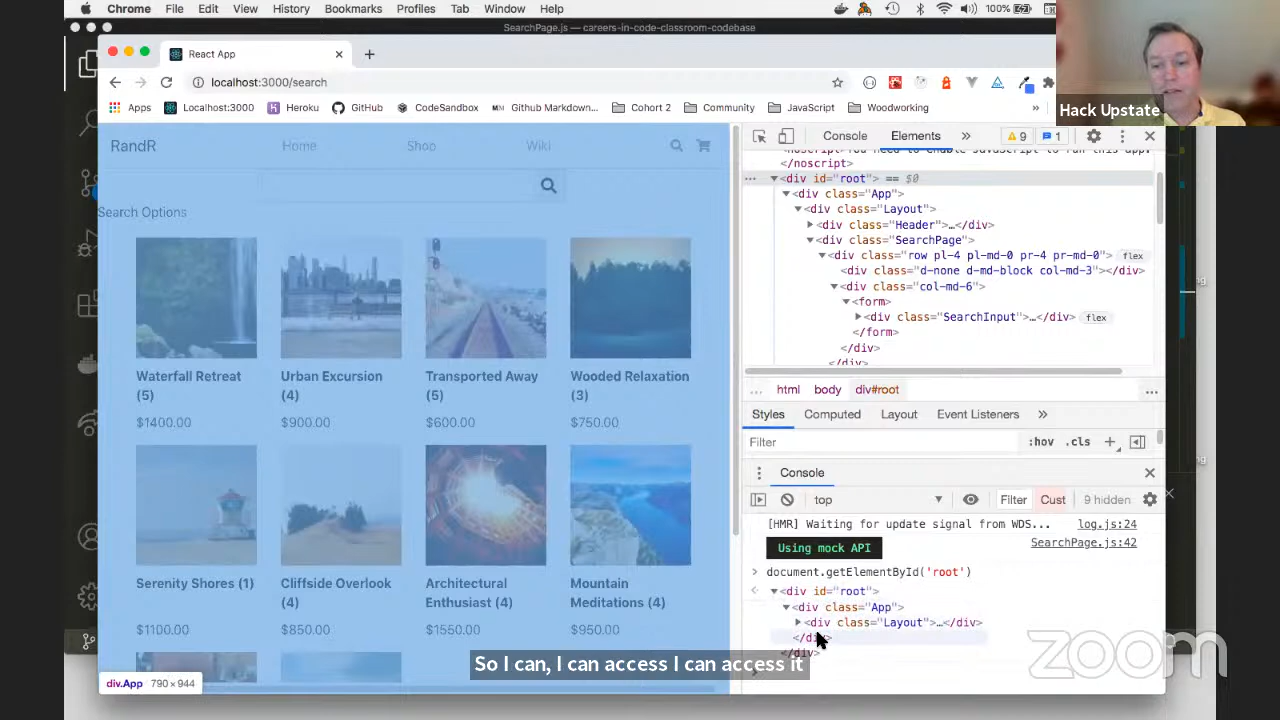 Chrome File Edit View History Bookmarks Profiles Tab Window Help 100%
SearchPage.js — careers-in-code-classroom-codebase
React App
localhost:3000/search
Apps Localhost:3000 Heroku GitHub CodeSandbox Github Markdown... Cohort 2 Community JavaScript Woodworking »
Hack Upstate
RandR Home Shop Wiki
Search Options
Waterfall Retreat (5)
$1400.00
Urban Excursion (4)
$900.00
Transported Away (5)
$600.00
Wooded Relaxation (3)
$750.00
Serenity Shores (1)
$1100.00
Cliffside Overlook (4)
$850.00
Architectural Enthusiast (4)
$1550.00
Mountain Meditations (4)
$950.00
div.App 790 × 944
Console Elements » 9 1
</noscript>
<div id="root"> == $0
<div class="App">
<div class="Layout">
<div class="Header">…</div>
<div class="SearchPage">
<div class="row pl-4 pl-md-0 pr-4 pr-md-0"> flex
<div class="d-none d-md-block col-md-3"></div>
<div class="col-md-6">
<form>
<div class="SearchInput">…</div> flex
</form>
</div>
</div>
... html body div#root ...
Styles Computed Layout Event Listeners »
Filter :hov .cls +
Console
top Filter Cust 9 hidden
[HMR] Waiting for update signal from WDS... log.js:24
Using mock API SearchPage.js:42
document.getElementById('root')
<div id="root">
<div class="App">
<div class="Layout">…</div>
</div>
</div>
So I can, I can access I can access it
zoom